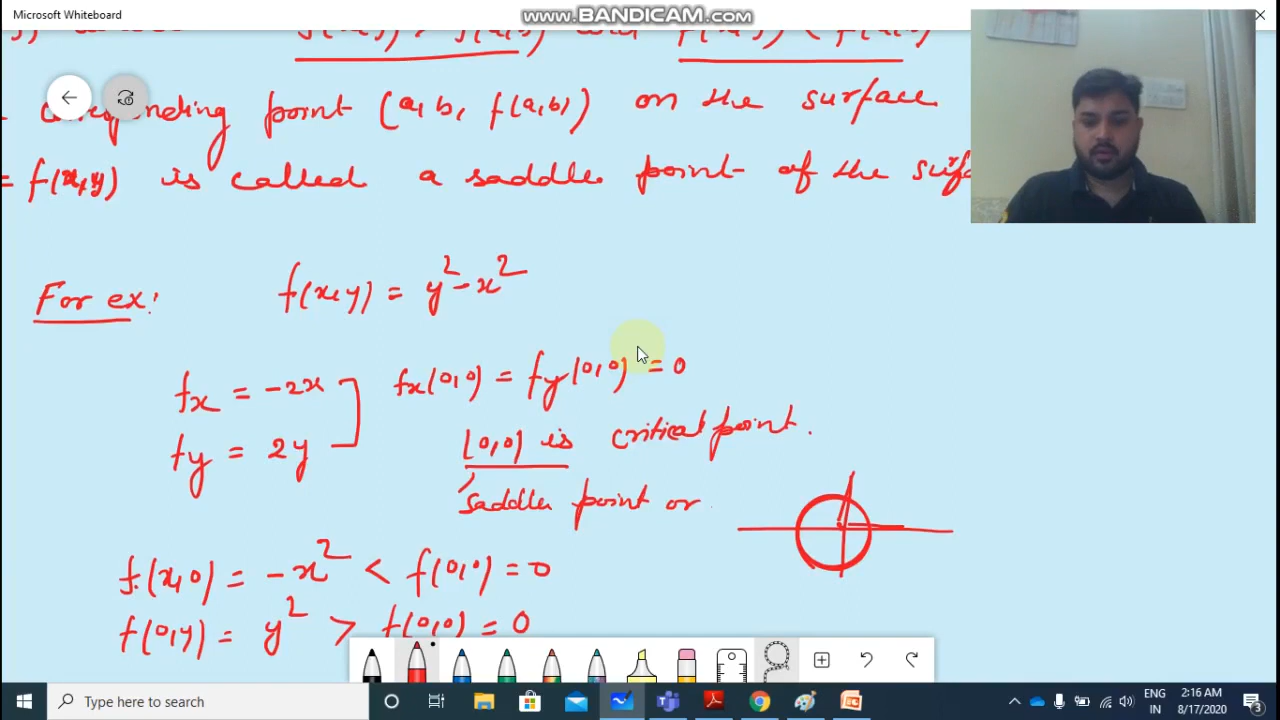 Microsoft Whiteboard
www.BANDICAM.com
and
point (a,b, f(a,b)) on the surface
= f(x,y) is called a saddle point of the
For ex: f(x,y) = y²-x²
fx = -2x fx(0,0) = fy(0,0) = 0
fy = 2y (0,0) is critical point.
saddle point or
f(x,0) = -x² < f(0,0) = 0
f(0,y) = y² > f(0,0) = 0
Type here to search
ENG
IN
2:16 AM
8/17/2020
3